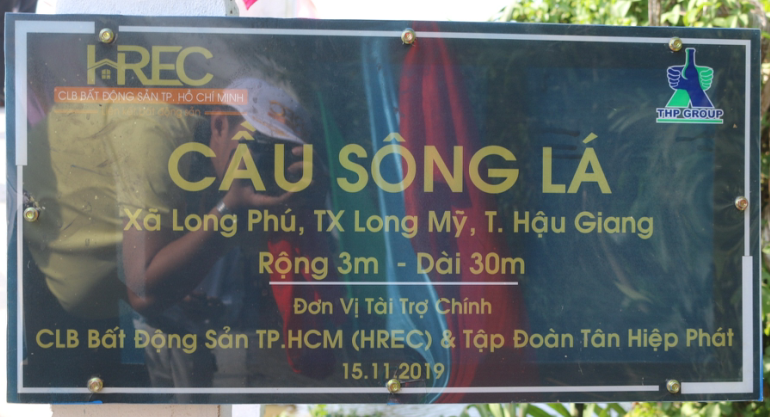 HREC
CLB BẤT ĐỘNG SẢN TP. HỒ CHÍ MINH
THP GROUP
CẦU SÔNG LÁ
Xã Long Phú, TX Long Mỹ, T. Hậu Giang
Rộng 3m - Dài 30m
Đơn Vị Tài Trợ Chính
CLB Bất Động Sản TP.HCM (HREC) & Tập Đoàn Tân Hiệp Phát
15.11.2019